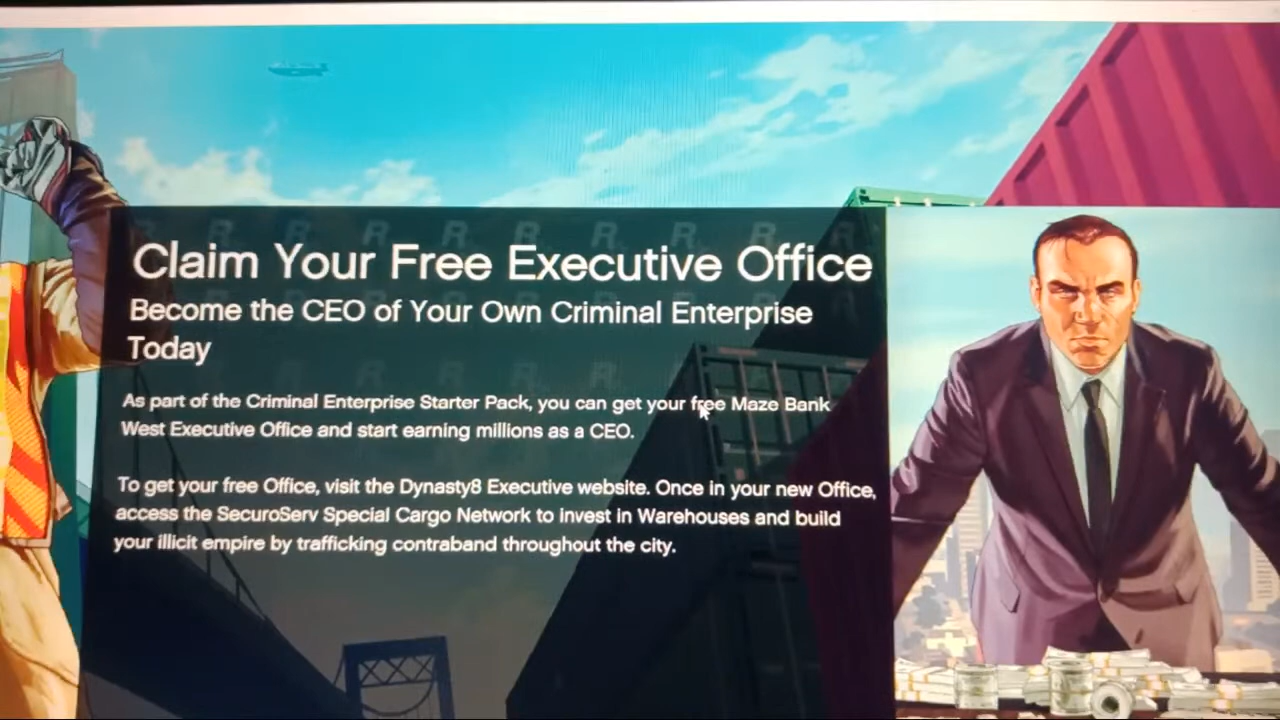 Claim Your Free Executive Office
Become the CEO of Your Own Criminal Enterprise
Today
As part of the Criminal Enterprise Starter Pack, you can get your free Maze Bank
West Executive Office and start earning millions as a CEO.
To get your free Office, visit the Dynasty8 Executive website. Once in your new Office,
access the SecuroServ Special Cargo Network to invest in Warehouses and build
your illicit empire by trafficking contraband throughout the city.